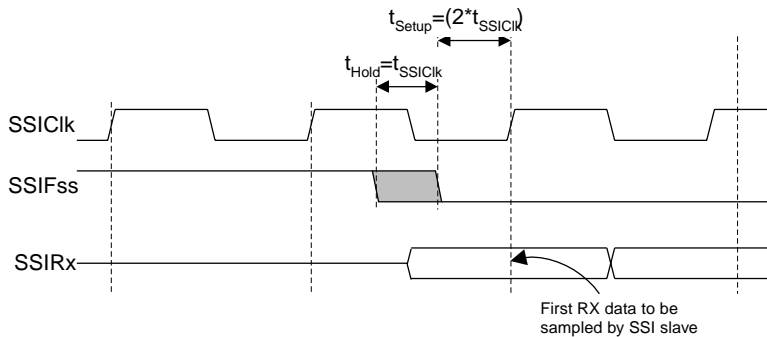 tSetup=(2*tSSIClk)
tHold=tSSIClk
SSIClk
SSIFss
SSIRx
First RX data to be
sampled by SSI slave